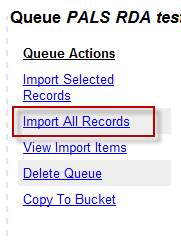 Queue PALS RDA test
Queue Actions
Import Selected
Records
Import All Records
View Import Items
Delete Queue
Copy To Bucket